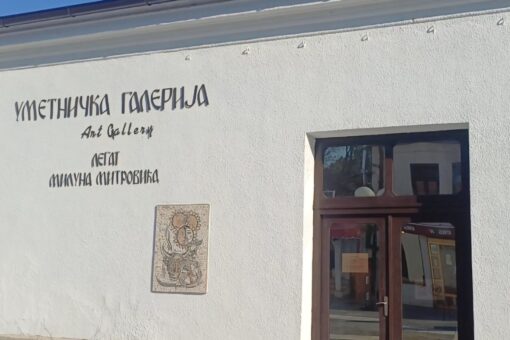 УМЕТНИЧКА ГАЛЕРИЈА
Art Gallery
ЛЕГАТ
МИЛУНА МИТРОВИЋА